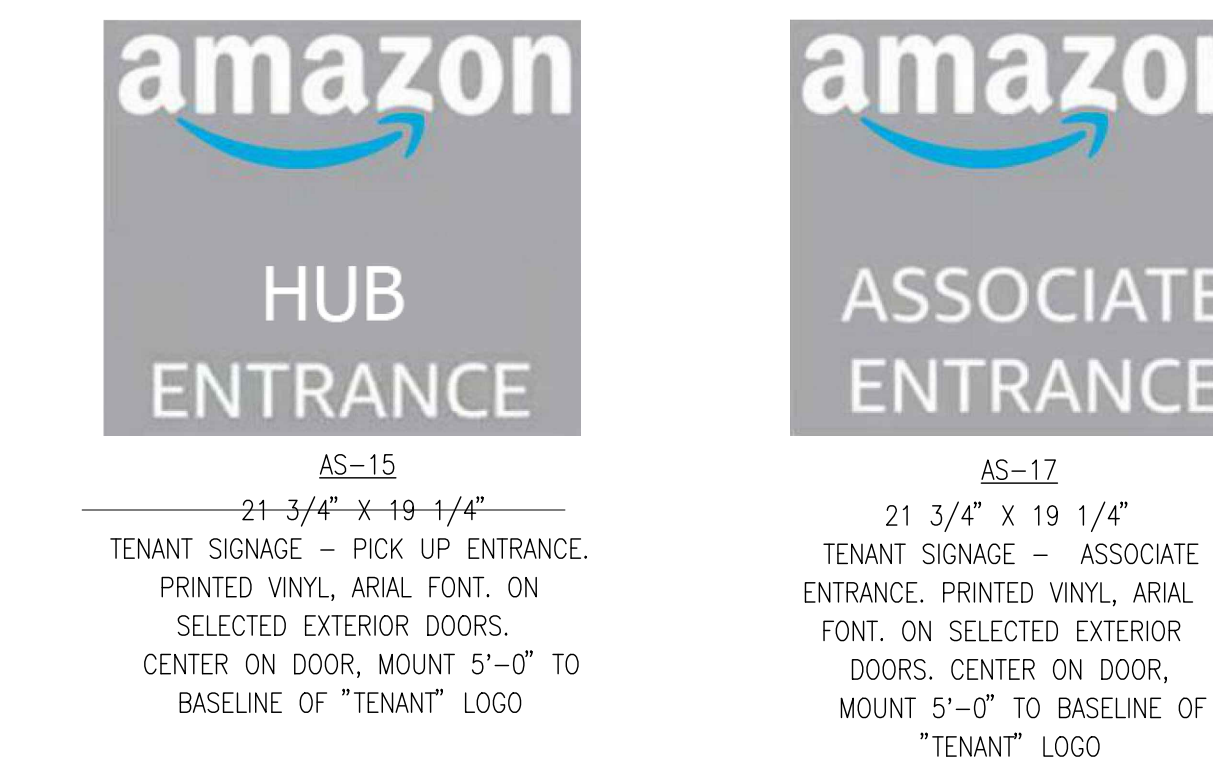 amazon
HUB
ENTRANCE
AS-15
21 3/4" X 19 1/4"
TENANT SIGNAGE - PICK UP ENTRANCE.
PRINTED VINYL, ARIAL FONT. ON
SELECTED EXTERIOR DOORS.
CENTER ON DOOR, MOUNT 5'-0" TO
BASELINE OF "TENANT" LOGO
amazon
ASSOCIATE
ENTRANCE
AS-17
21 3/4" X 19 1/4"
TENANT SIGNAGE - ASSOCIATE
ENTRANCE. PRINTED VINYL, ARIAL
FONT. ON SELECTED EXTERIOR
DOORS. CENTER ON DOOR,
MOUNT 5'-0" TO BASELINE OF
"TENANT" LOGO